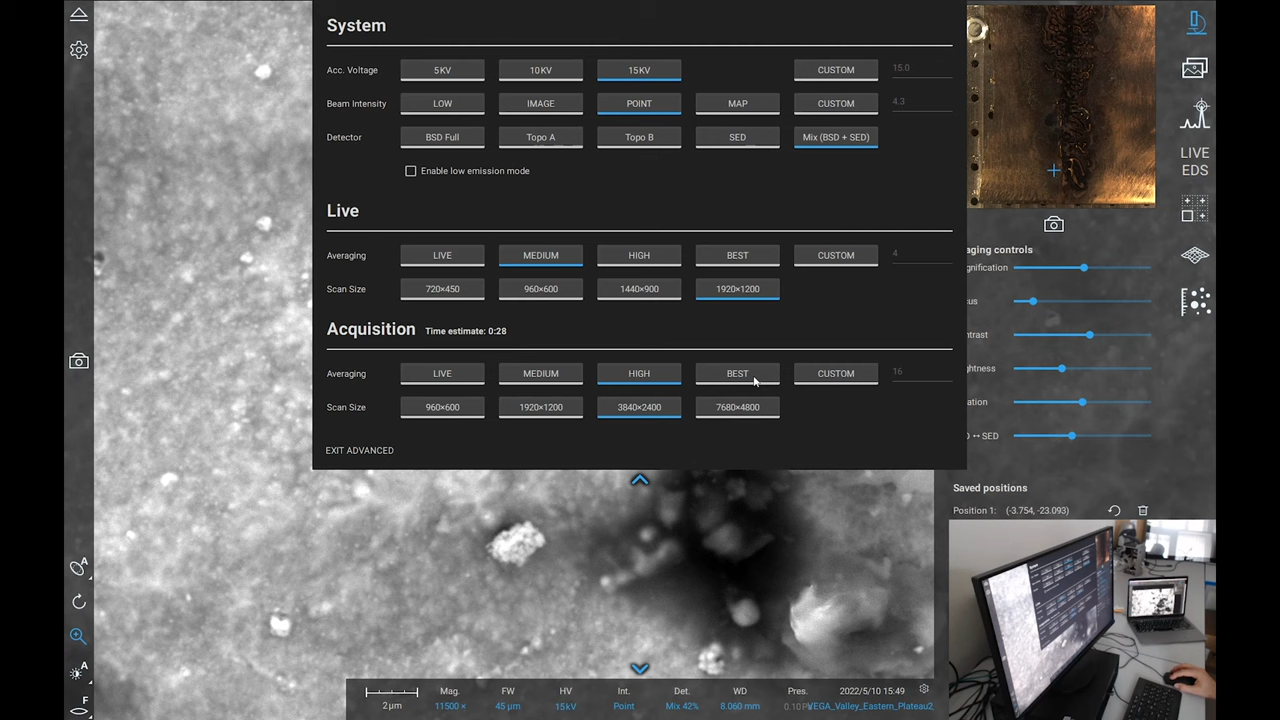 System
Acc. Voltage 5KV 10KV 15KV CUSTOM 15.0
Beam Intensity LOW IMAGE POINT MAP CUSTOM 4.3
Detector BSD Full Topo A Topo B SED Mix (BSD + SED)
Enable low emission mode
LIVE
EDS
Live
Averaging LIVE MEDIUM HIGH BEST CUSTOM 4
Scan Size 720×450 960×600 1440×900 1920×1200
Acquisition Time estimate: 0:28
Averaging LIVE MEDIUM HIGH BEST CUSTOM 16
Scan Size 960×600 1920×1200 3840×2400 7680×4800
EXIT ADVANCED
aging controls
gnification
cus
ntrast
ghtness
ation
D ↔ SED
Saved positions
Position 1: (-3.754, -23.093)
A
A
F
2 µm
Mag. FW HV Int. Det. WD Pres. 2022/5/10 15:49
11500 × 45 µm 15kV Point Mix 42% 8.060 mm 0.10 VEGA_Valley_Eastern_Plateau2